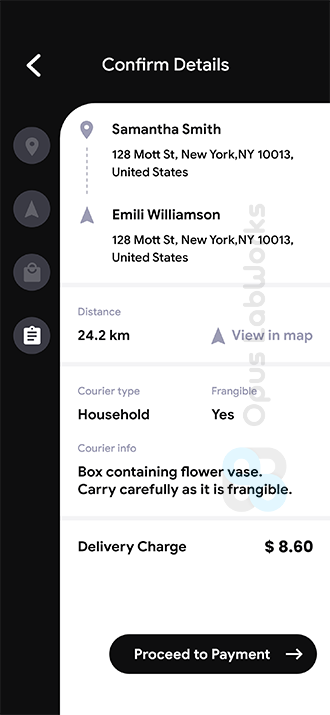 Confirm Details
Samantha Smith
128 Mott St, New York,NY 10013,
United States
Emili Williamson
128 Mott St, New York,NY 10013,
United States
Distance
24.2 km
View in map
Courier type
Frangible
Household
Yes
Courier info
Box containing flower vase.
Carry carefully as it is frangible.
Delivery Charge
$ 8.60
Proceed to Payment
Opus LabWorks